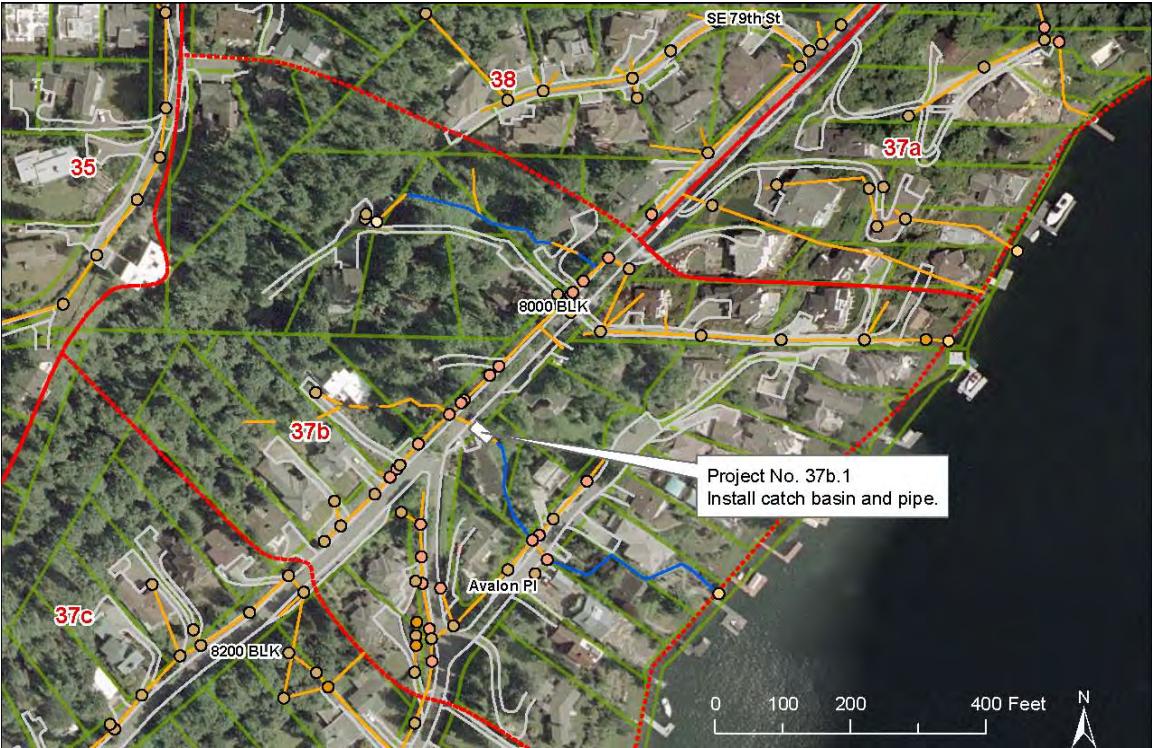 SE 79th St
38
37a
35
8000 BLK
37b
Project No. 37b.1
Install catch basin and pipe.
Avalon Pl
37c
8200 BLK
0 100 200 400 Feet
N